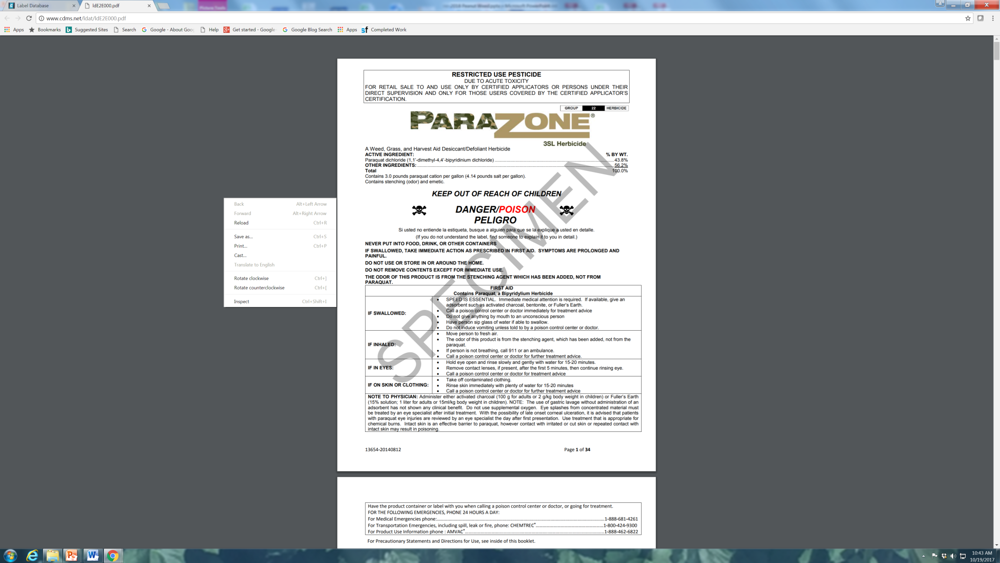 Label Database
ldE2E000.pdf
Picture Tools
www.cdms.net/ldat/ldE2E000.pdf
Apps
Bookmarks
Suggested Sites
Search
Google - About Goo
Help
Get started - Google
Google Blog Search
Apps
Completed Work
RESTRICTED USE PESTICIDE
DUE TO ACUTE TOXICITY
FOR RETAIL SALE TO AND USE ONLY BY CERTIFIED APPLICATORS OR PERSONS UNDER THEIR
DIRECT SUPERVISION AND ONLY FOR THOSE USERS COVERED BY THE CERTIFIED APPLICATOR'S
CERTIFICATION.
GROUP 22 HERBICIDE
PARAZONE®
3SL Herbicide
A Weed, Grass, and Harvest Aid Desiccant/Defoliant Herbicide
ACTIVE INGREDIENT: % BY WT.
Paraquat dichloride (1,1'-dimethyl-4,4'-bipyridinium dichloride) 43.8%
OTHER INGREDIENTS: 56.2%
Total 100.0%
Contains 3.0 pounds paraquat cation per gallon (4.14 pounds salt per gallon).
Contains stenching (odor) and emetic.
KEEP OUT OF REACH OF CHILDREN
DANGER/POISON
PELIGRO
Si usted no entiende la estiqueta, busque a alguien para que se la explique a usted en detalle.
(If you do not understand the label, find someone to explain it to you in detail.)
NEVER PUT INTO FOOD, DRINK, OR OTHER CONTAINERS
IF SWALLOWED, TAKE IMMEDIATE ACTION AS PRESCRIBED IN FIRST AID. SYMPTOMS ARE PROLONGED AND
PAINFUL.
DO NOT USE OR STORE IN OR AROUND THE HOME.
DO NOT REMOVE CONTENTS EXCEPT FOR IMMEDIATE USE.
THE ODOR OF THIS PRODUCT IS FROM THE STENCHING AGENT WHICH HAS BEEN ADDED, NOT FROM
PARAQUAT.
FIRST AID
Contains Paraquat, a Bipyridylium Herbicide
IF SWALLOWED:
• SPEED IS ESSENTIAL. Immediate medical attention is required. If available, give an
adsorbent such as activated charcoal, bentonite, or Fuller's Earth.
• Call a poison control center or doctor immediately for treatment advice
• Do not give anything by mouth to an unconscious person
• Have person sip glass of water if able to swallow.
• Do not induce vomiting unless told to by a poison control center or doctor.
IF INHALED:
• Move person to fresh air.
• The odor of this product is from the stenching agent, which has been added, not from the
paraquat.
• If person is not breathing, call 911 or an ambulance.
• Call a poison control center or doctor for further treatment advice.
IF IN EYES:
• Hold eye open and rinse slowly and gently with water for 15-20 minutes.
• Remove contact lenses, if present, after the first 5 minutes, then continue rinsing eye.
• Call a poison control center or doctor for treatment advice
IF ON SKIN OR CLOTHING:
• Take off contaminated clothing.
• Rinse skin immediately with plenty of water for 15-20 minutes
• Call a poison control center or doctor for further treatment advice
NOTE TO PHYSICIAN: Administer either activated charcoal (100 g for adults or 2 g/kg body weight in children) or Fuller's Earth
(15% solution; 1 liter for adults or 15ml/kg body weight in children). NOTE: The use of gastric lavage without administration of an
adsorbent has not shown any clinical benefit. Do not use supplemental oxygen. Eye splashes from concentrated material must
be treated by an eye specialist after initial treatment. With the possibility of late onset corneal ulceration, it is advised that patients
with paraquat eye injuries are reviewed by an eye specialist the day after first presentation. Use treatment that is appropriate for
chemical burns. Intact skin is an effective barrier to paraquat, however contact with irritated or cut skin or repeated contact with
intact skin may result in poisoning.
13654-20140812
Page 1 of 34
SPECIMEN
Have the product container or label with you when calling a poison control center or doctor, or going for treatment.
FOR THE FOLLOWING EMERGENCIES, PHONE 24 HOURS A DAY:
For Medical Emergencies phone: 1-888-681-4261
For Transportation Emergencies, including spill, leak or fire, phone: CHEMTREC® 1-800-424-9300
For Product Use Information phone : AMVAC® 1-888-462-6822
For Precautionary Statements and Directions for Use, see inside of this booklet.
Back Alt+Left Arrow
Forward Alt+Right Arrow
Reload Ctrl+R
Save as... Ctrl+S
Print... Ctrl+P
Cast...
Translate to English
Rotate clockwise Ctrl+]
Rotate counterclockwise Ctrl+[
Inspect Ctrl+Shift+I
10:43 AM
10/19/2017